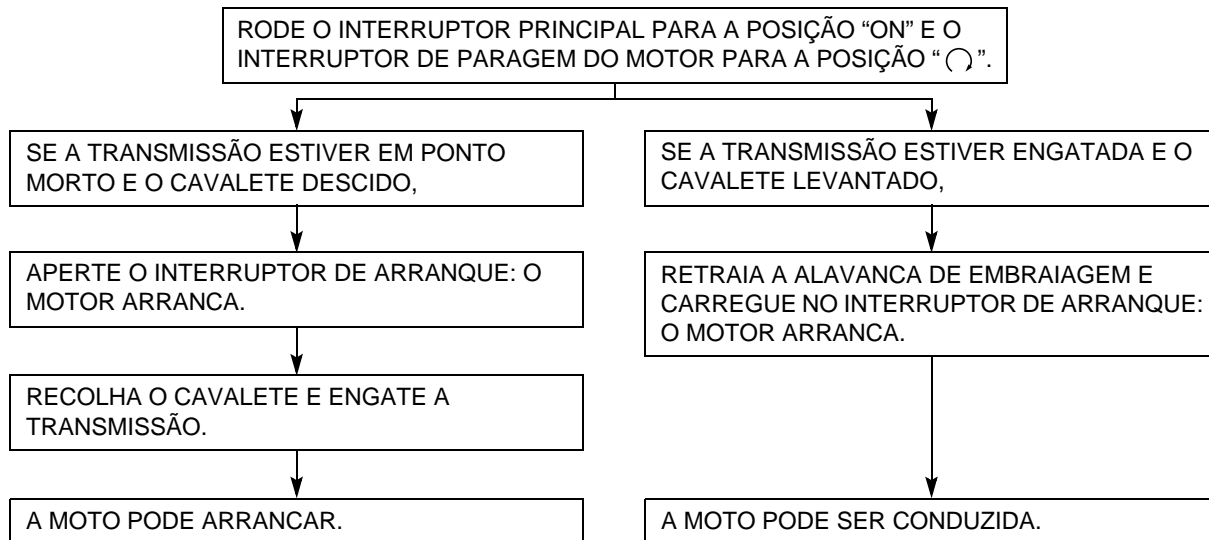 RODE O INTERRUPTOR PRINCIPAL PARA A POSIÇÃO “ON” E O
INTERRUPTOR DE PARAGEM DO MOTOR PARA A POSIÇÃO “ ”.
SE A TRANSMISSÃO ESTIVER EM PONTO
MORTO E O CAVALETE DESCIDO,
APERTE O INTERRUPTOR DE ARRANQUE: O
MOTOR ARRANCA.
RECOLHA O CAVALETE E ENGATE A
TRANSMISSÃO.
A MOTO PODE ARRANCAR.
SE A TRANSMISSÃO ESTIVER ENGATADA E O
CAVALETE LEVANTADO,
RETRAIA A ALAVANCA DE EMBRAIAGEM E
CARREGUE NO INTERRUPTOR DE ARRANQUE:
O MOTOR ARRANCA.
A MOTO PODE SER CONDUZIDA.